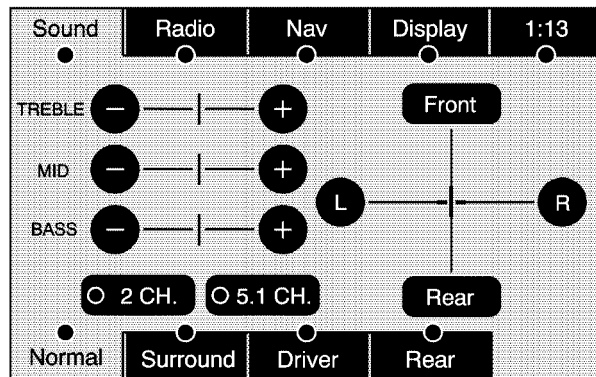 Sound Radio Nav Display 1:13
TREBLE − + Front
MID − +
L R
BASS − +
2 CH. 5.1 CH. Rear
Normal Surround Driver Rear